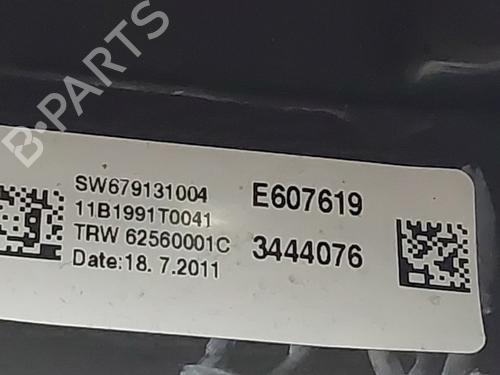 B-PARTS
SW679131004
11B1991T0041
TRW 62560001C
Date:18. 7.2011
E607619
3444076